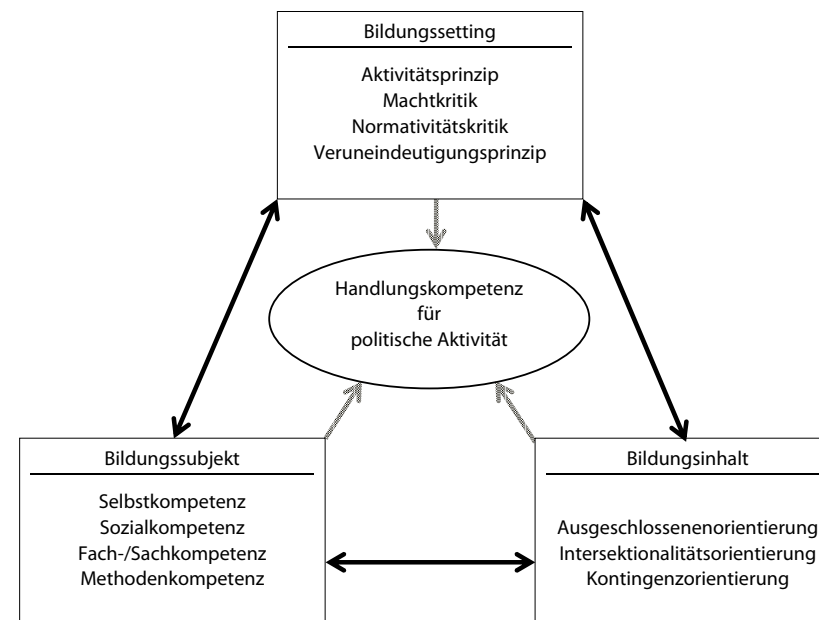 Bildungssetting
Aktivitätsprinzip
Machtkritik
Normativitätskritik
Veruneindeutigungsprinzip
Handlungskompetenz
für
politische Aktivität
Bildungssubjekt
Selbstkompetenz
Sozialkompetenz
Fach-/Sachkompetenz
Methodenkompetenz
Bildungsinhalt
Ausgeschlossenenorientierung
Intersektionalitätsorientierung
Kontingenzorientierung